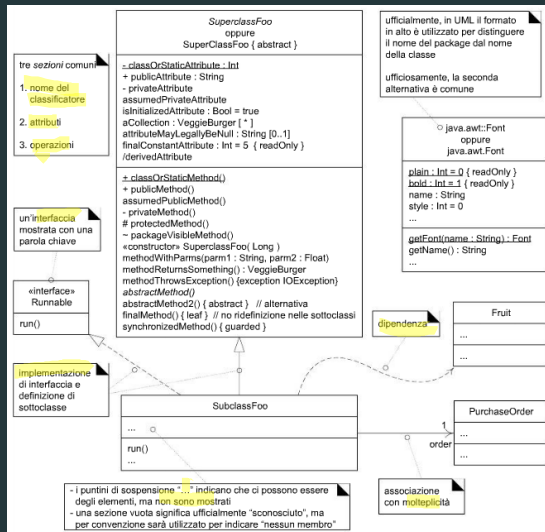 SuperclassFoo
oppure
SuperClassFoo { abstract }
- classOrStaticAttribute : Int
+ publicAttribute : String
- privateAttribute
assumedPrivateAttribute
isInitializedAttribute : Bool = true
aCollection : VeggieBurger [ * ]
attributeMayLegallyBeNull : String [0..1]
finalConstantAttribute : Int = 5 { readOnly }
/derivedAttribute
+ classOrStaticMethod()
+ publicMethod()
assumedPublicMethod()
- privateMethod()
# protectedMethod()
~ packageVisibleMethod()
«constructor» SuperclassFoo( Long )
methodWithParms(parm1 : String, parm2 : Float)
methodReturnsSomething() : VeggieBurger
methodThrowsException() {exception IOException}
abstractMethod()
abstractMethod2() { abstract } // alternativa
finalMethod() { leaf } // no ridefinizione nelle sottoclassi
synchronizedMethod() { guarded }
tre sezioni comuni
1. nome del
classificatore
2. attributi
3. operazioni
un'interfaccia
mostrata con una
parola chiave
«interface»
Runnable
run()
implementazione
di interfaccia e
definizione di
sottoclasse
ufficialmente, in UML il formato
in alto è utilizzato per distinguere
il nome del package dal nome
della classe
ufficiosamente, la seconda
alternativa è comune
java.awt::Font
oppure
java.awt.Font
plain : Int = 0 { readOnly }
bold : Int = 1 { readOnly }
name : String
style : Int = 0
...
getFont(name : String) : Font
getName() : String
...
dipendenza
Fruit
...
...
SubclassFoo
...
run()
...
1
order
PurchaseOrder
...
...
associazione
con molteplicità
- i puntini di sospensione "…" indicano che ci possono essere
degli elementi, ma non sono mostrati
- una sezione vuota significa ufficialmente "sconosciuto", ma
per convenzione sarà utilizzato per indicare "nessun membro"